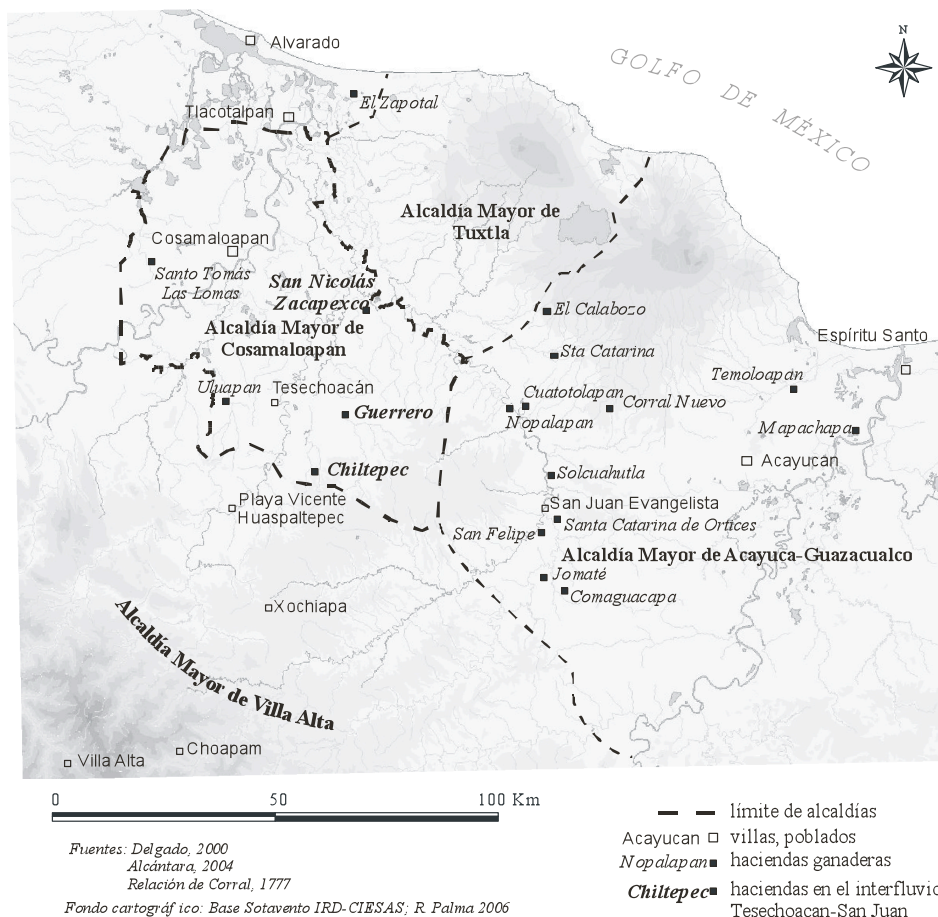 N
Alvarado
GOLFO DE MÉXICO
El Zapotal
Tlacotalpan
Alcaldía Mayor de
Tuxtla
Cosamaloapan
Santo Tomás
Las Lomas
San Nicolás
Zacapexco
El Calabozo
Alcaldía Mayor de
Cosamaloapan
Espíritu Santo
Sta Catarina
Temoloapan
Uluapan
Tesechoacán
Cuatotolapan
Corral Nuevo
Guerrero
Nopalapan
Mapachapa
Acayucan
Chiltepec
Solcuahutla
Playa Vicente
Huaspaltepec
San Juan Evangelista
Santa Catarina de Ortices
San Felipe
Alcaldía Mayor de Acayuca-Guazacualco
Jomaté
Comaguacapa
Xochiapa
Alcaldía Mayor de Villa Alta
Choapam
Villa Alta
0 50 100 Km
límite de alcaldías
Acayucan villas, poblados
Nopalapan haciendas ganaderas
Chiltepec haciendas en el interfluvio
Tesechoacan-San Juan
Fuentes: Delgado, 2000
Alcántara, 2004
Relación de Corral, 1777
Fondo cartográf ico: Base Sotavento IRD-CIESAS; R. Palma 2006